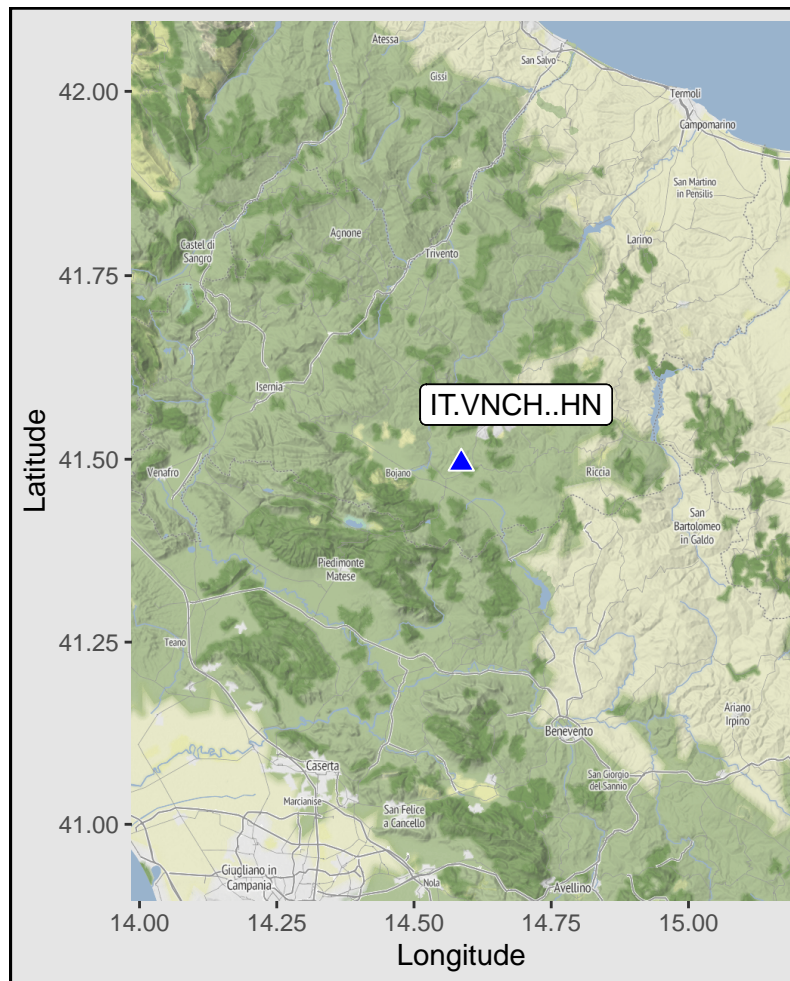 Atessa
San Salvo
Gissi
42.00
Termoli
Campomarino
San Martino
in Pensilis
Agnone
Larino
Castel di
Sangro
Trivento
41.75
Isernia
IT.VNCH..HN
41.50
Venafro
Bojano
Riccia
Latitude
San
Bartolomeo
in Galdo
Piedimonte
Matese
41.25
Teano
Ariano
Irpino
Benevento
Caserta
San Giorgio
del Sannio
Marcianise
San Felice
a Cancello
41.00
Giugliano in
Campania
Nola
Avellino
14.00
14.25
14.50
14.75
15.00
Longitude